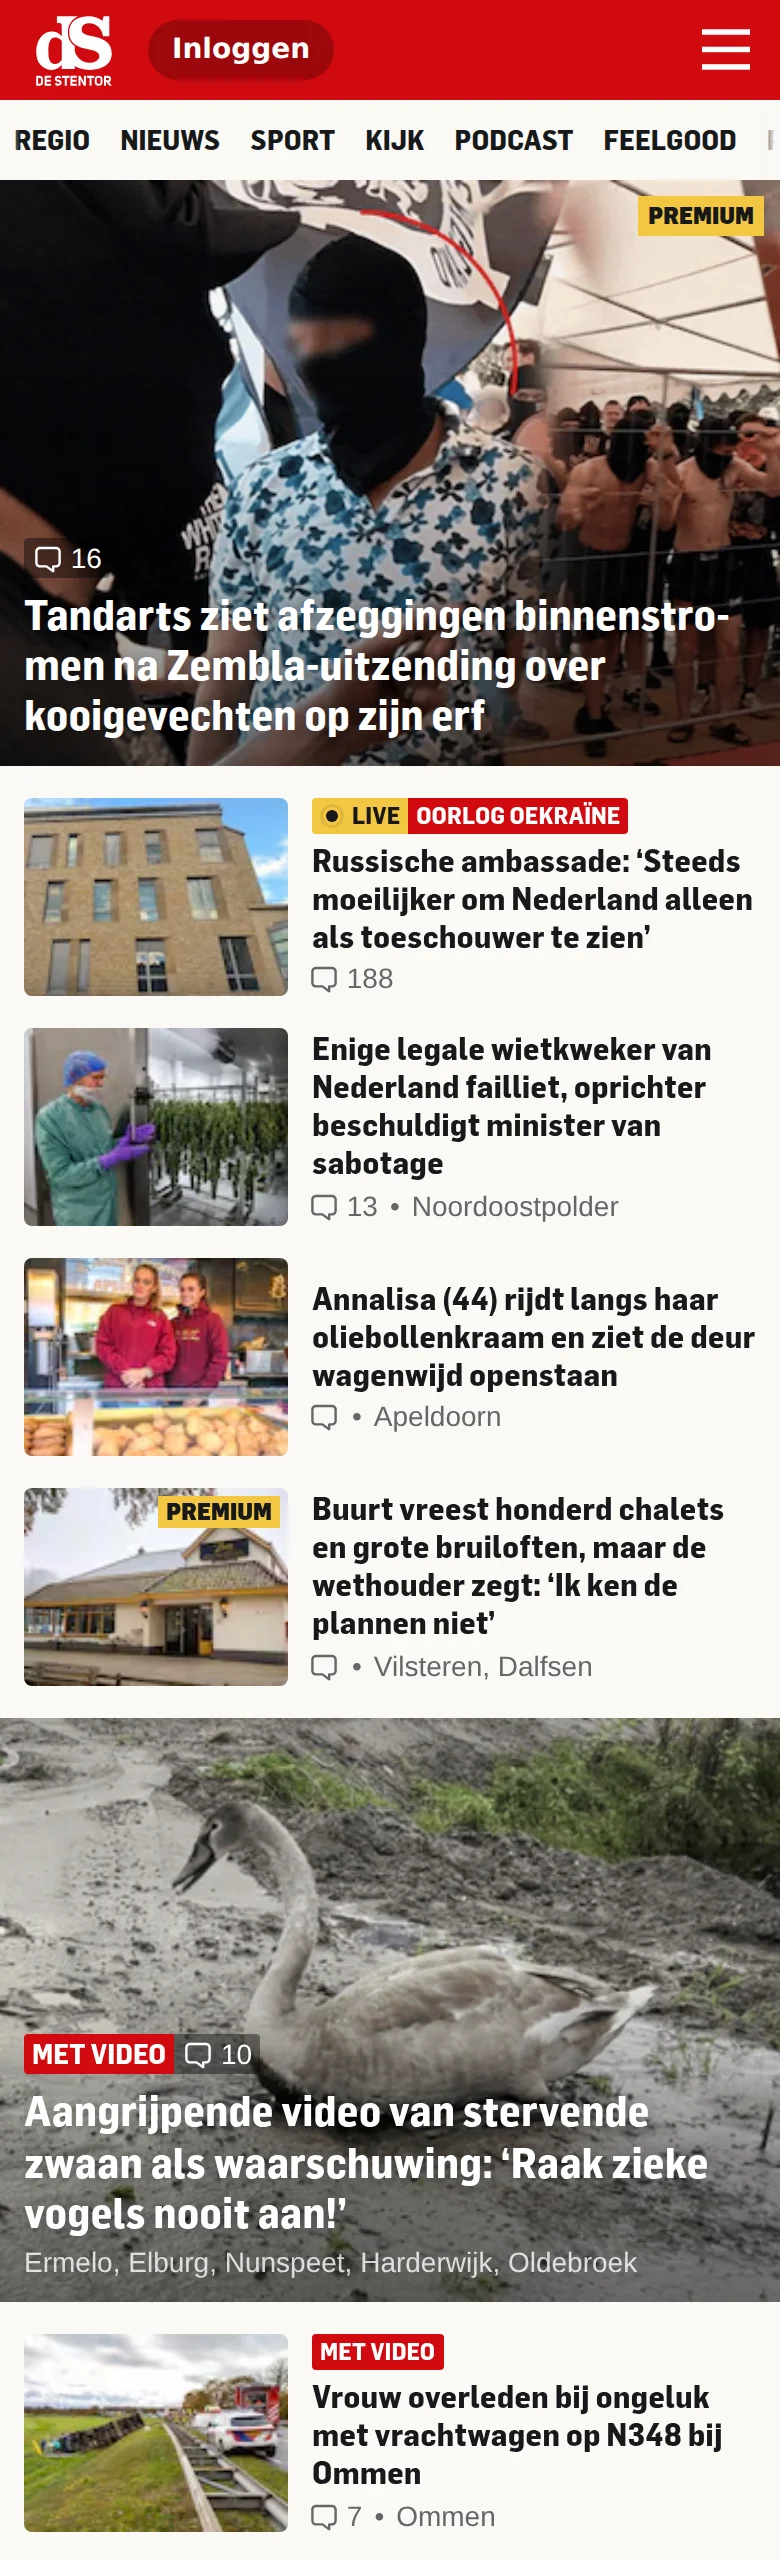 dS
DE STENTOR
Inloggen
REGIO NIEUWS SPORT KIJK PODCAST FEELGOOD
PREMIUM
16
Tandarts ziet afzeggingen binnenstro-
men na Zembla-uitzending over
kooigevechten op zijn erf
LIVE OORLOG OEKRAÏNE
Russische ambassade: ‘Steeds
moeilijker om Nederland alleen
als toeschouwer te zien’
188
Enige legale wietkweker van
Nederland failliet, oprichter
beschuldigt minister van
sabotage
13 • Noordoostpolder
Annalisa (44) rijdt langs haar
oliebollenkraam en ziet de deur
wagenwijd openstaan
• Apeldoorn
PREMIUM
Buurt vreest honderd chalets
en grote bruiloften, maar de
wethouder zegt: ‘Ik ken de
plannen niet’
• Vilsteren, Dalfsen
MET VIDEO 10
Aangrijpende video van stervende
zwaan als waarschuwing: ‘Raak zieke
vogels nooit aan!’
Ermelo, Elburg, Nunspeet, Harderwijk, Oldebroek
MET VIDEO
Vrouw overleden bij ongeluk
met vrachtwagen op N348 bij
Ommen
7 • Ommen